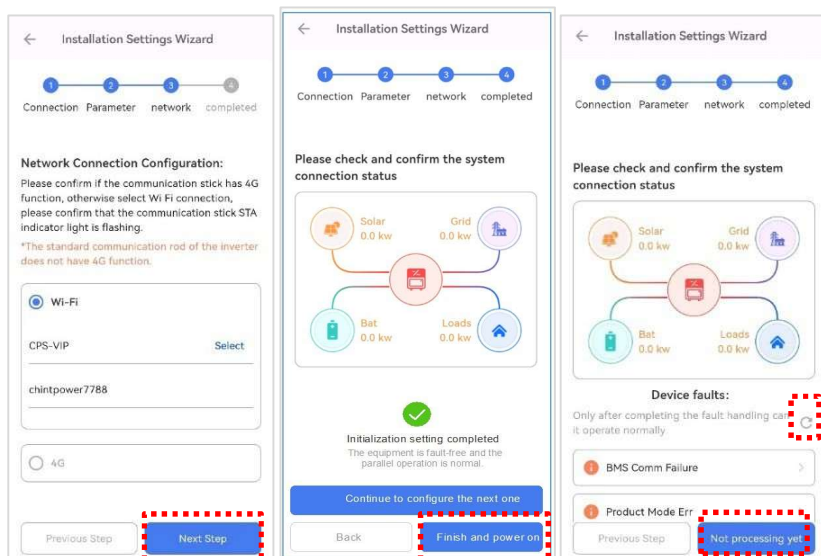 Installation Settings Wizard
1 2 3 4
Connection Parameter network completed
Network Connection Configuration:
Please confirm if the communication stick has 4G
function, otherwise select Wi Fi connection,
please confirm that the communication stick STA
indicator light is flashing.
*The standard communication rod of the inverter
does not have 4G function.
Wi-Fi
CPS-VIP Select
chintpower7788
4G
Previous Step Next Step
Installation Settings Wizard
1 2 3 4
Connection Parameter network completed
Please check and confirm the system
connection status
Solar Grid
0.0 kw 0.0 kw
Bat Loads
0.0 kw 0.0 kw
Initialization setting completed
The equipment is fault-free and the
parallel operation is normal.
Continue to configure the next one
Back Finish and power on
Installation Settings Wizard
1 2 3 4
Connection Parameter network completed
Please check and confirm the system
connection status
Solar Grid
0.0 kw 0.0 kw
Bat Loads
0.0 kw 0.0 kw
Device faults:
Only after completing the fault handling can
it operate normally
BMS Comm Failure
Product Mode Err
Previous Step Not processing yet